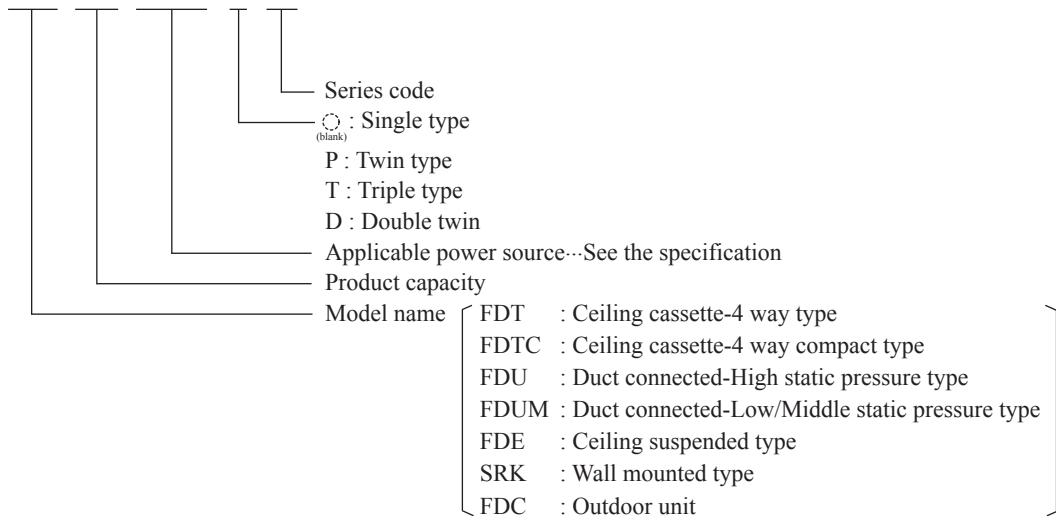 Series code
: Single type
(blank)
P : Twin type
T : Triple type
D : Double twin
Applicable power source···See the specification
Product capacity
Model name
FDT : Ceiling cassette-4 way type
FDTC : Ceiling cassette-4 way compact type
FDU : Duct connected-High static pressure type
FDUM : Duct connected-Low/Middle static pressure type
FDE : Ceiling suspended type
SRK : Wall mounted type
FDC : Outdoor unit